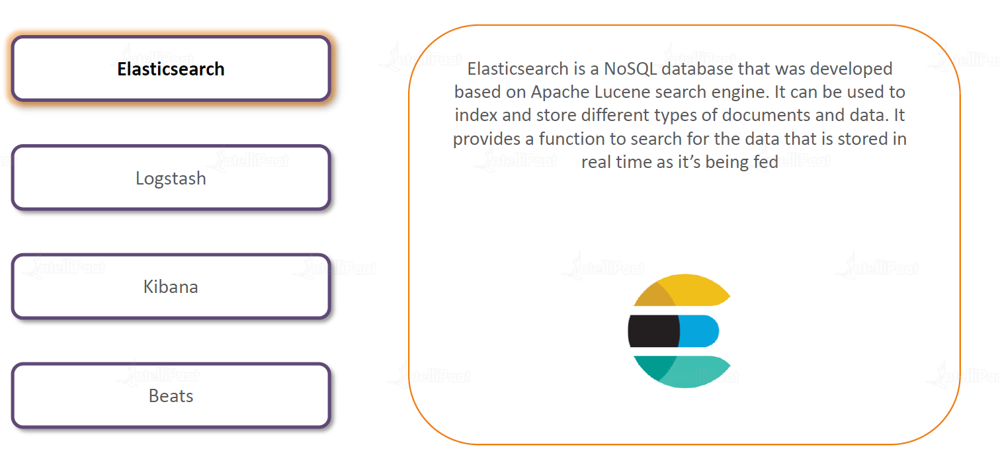 Elasticsearch
Logstash
Kibana
Beats
Elasticsearch is a NoSQL database that was developed
based on Apache Lucene search engine. It can be used to
index and store different types of documents and data. It
provides a function to search for the data that is stored in
real time as it’s being fed
IntelliPaat